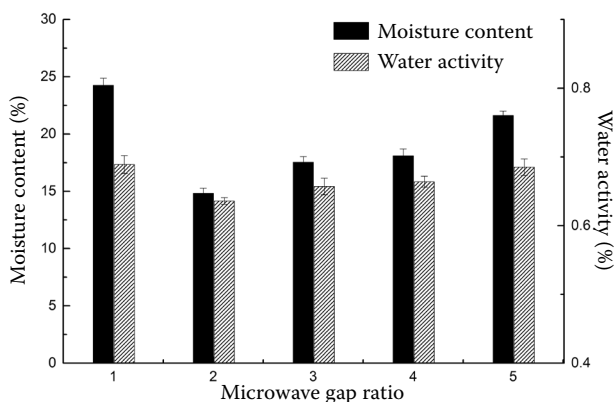 30
25
20
15
10
5
0
Moisture content (%)
Moisture content
Water activity
0.8
0.6
0.4
Water activity (%)
1 2 3 4 5
Microwave gap ratio